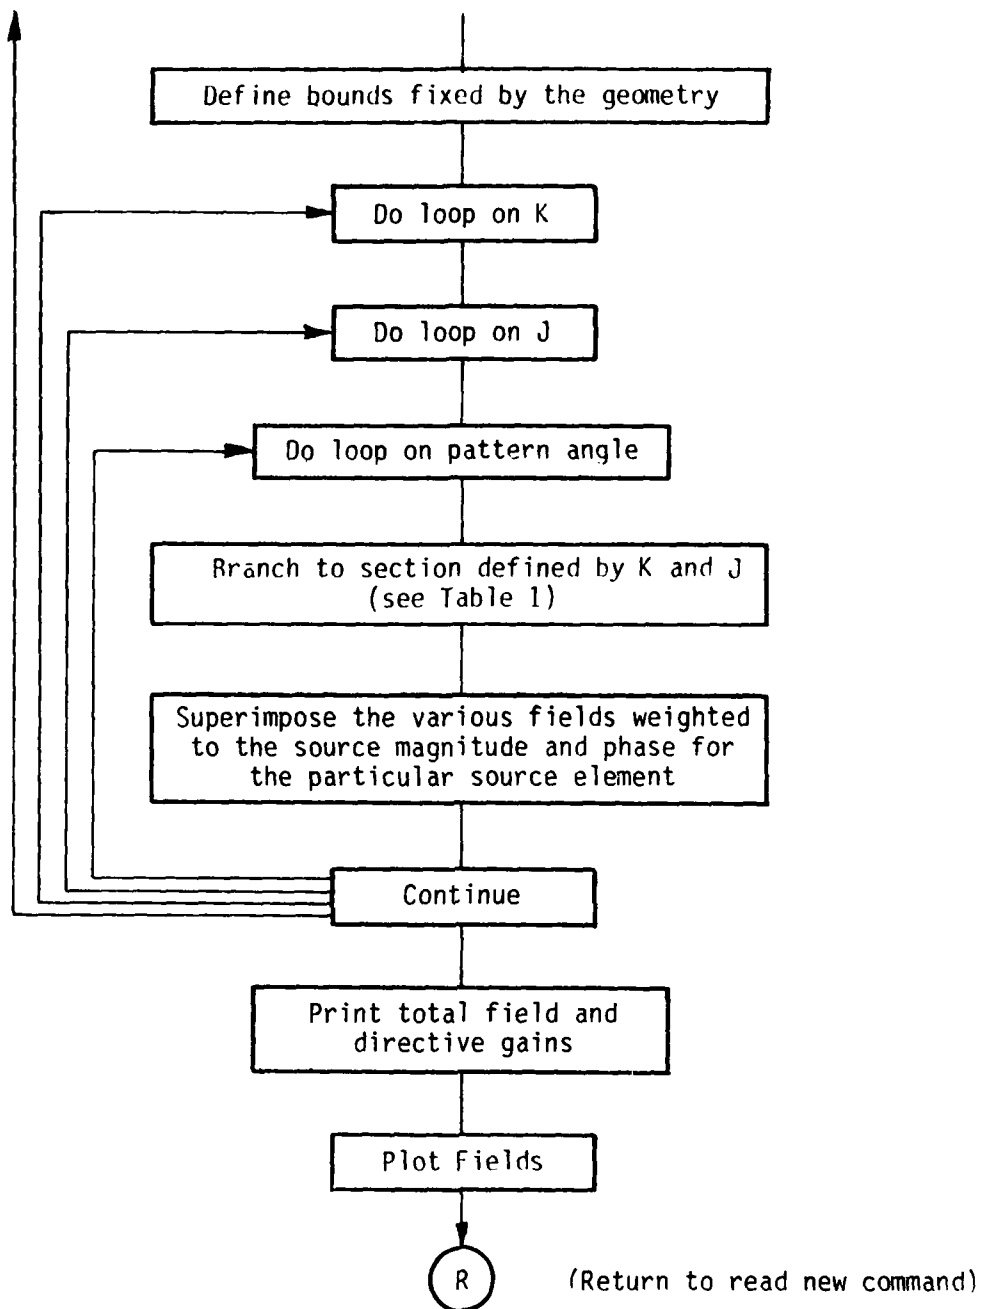 Define bounds fixed by the geometry
Do loop on K
Do loop on J
Do loop on pattern angle
Branch to section defined by K and J
(see Table 1)
Superimpose the various fields weighted
to the source magnitude and phase for
the particular source element
Continue
Print total field and
directive gains
Plot Fields
R
(Return to read new command)